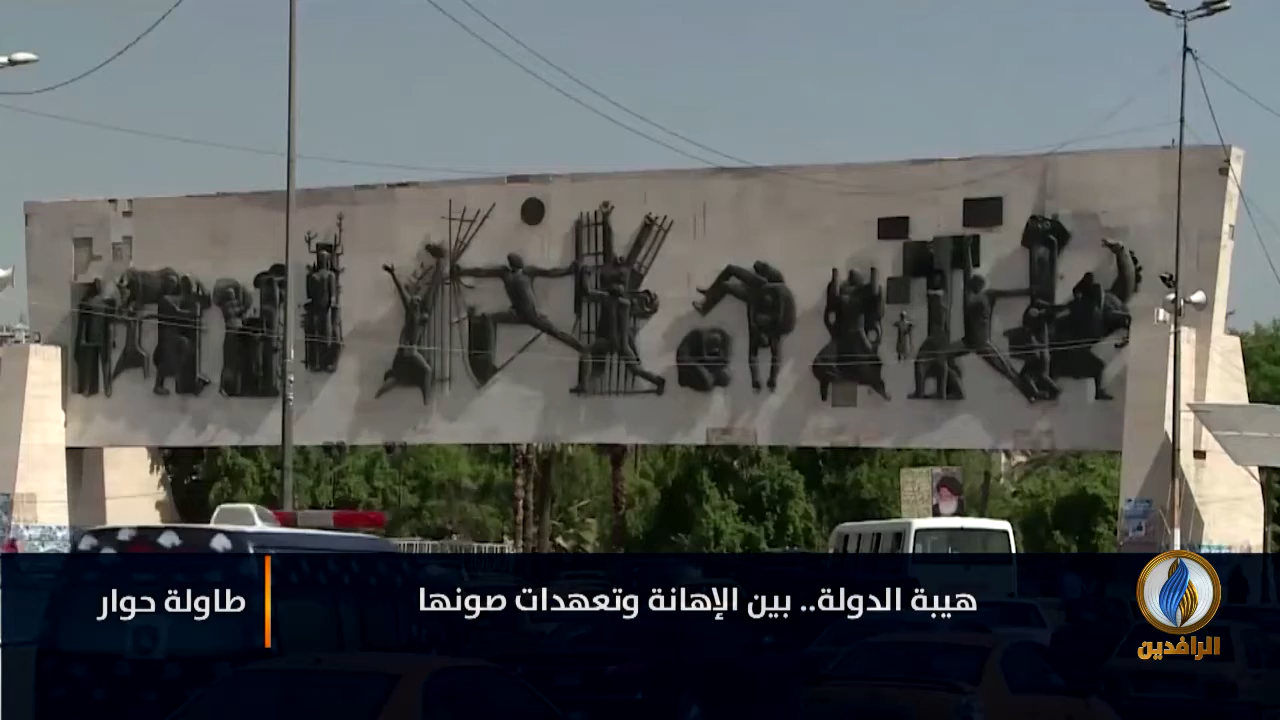 هيبة الدولة.. بين الإهانة وتعهدات صونها
طاولة حوار
الرافدين